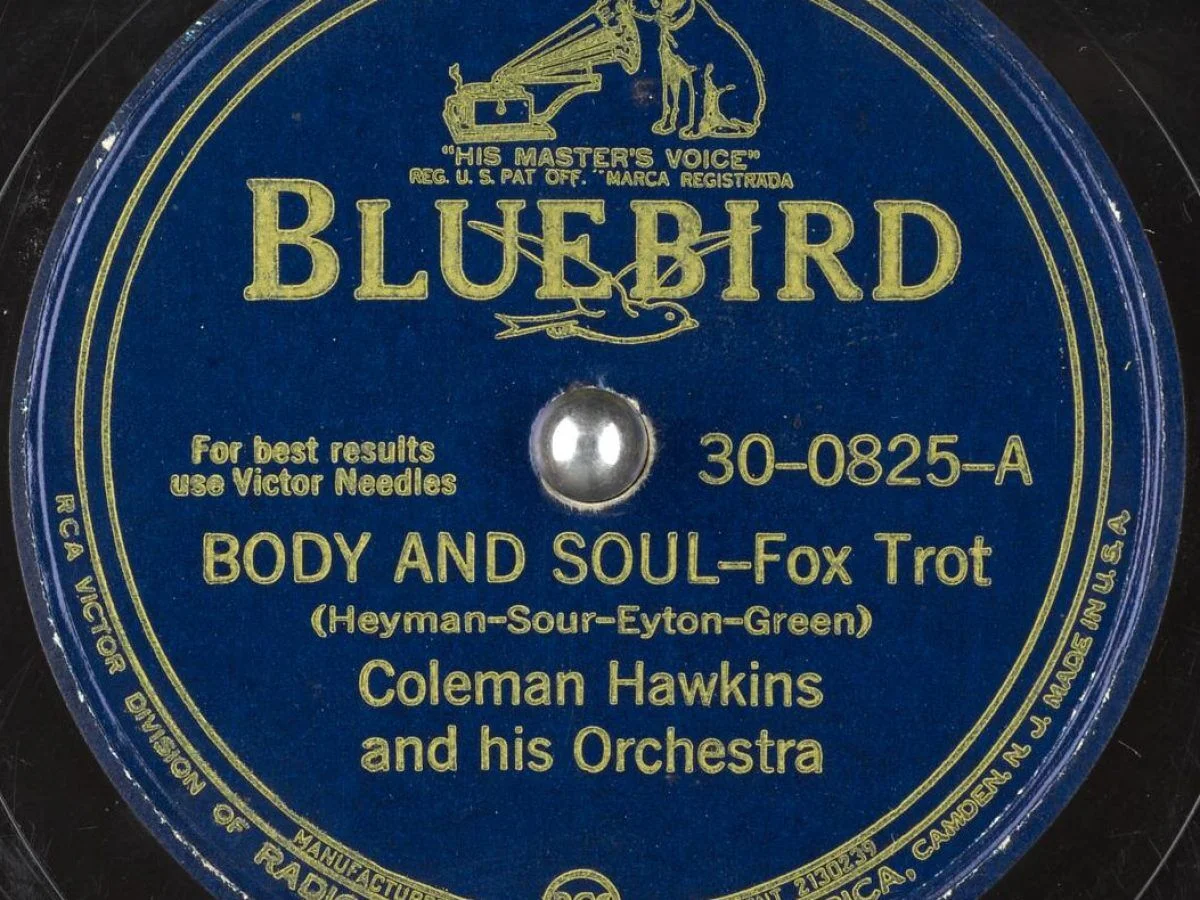 "HIS MASTER'S VOICE"
REG. U. S. PAT OFF. "MARCA REGISTRADA
BLUEBIRD
For best results
use Victor Needles
30–0825–A
BODY AND SOUL–Fox Trot
(Heyman-Sour-Eyton-Green)
Coleman Hawkins
and his Orchestra
MANUFACTURE
2130239
RCA VICTOR DIVISION OF RADIO
CAMDEN, N. J. MADE IN U. S. A.